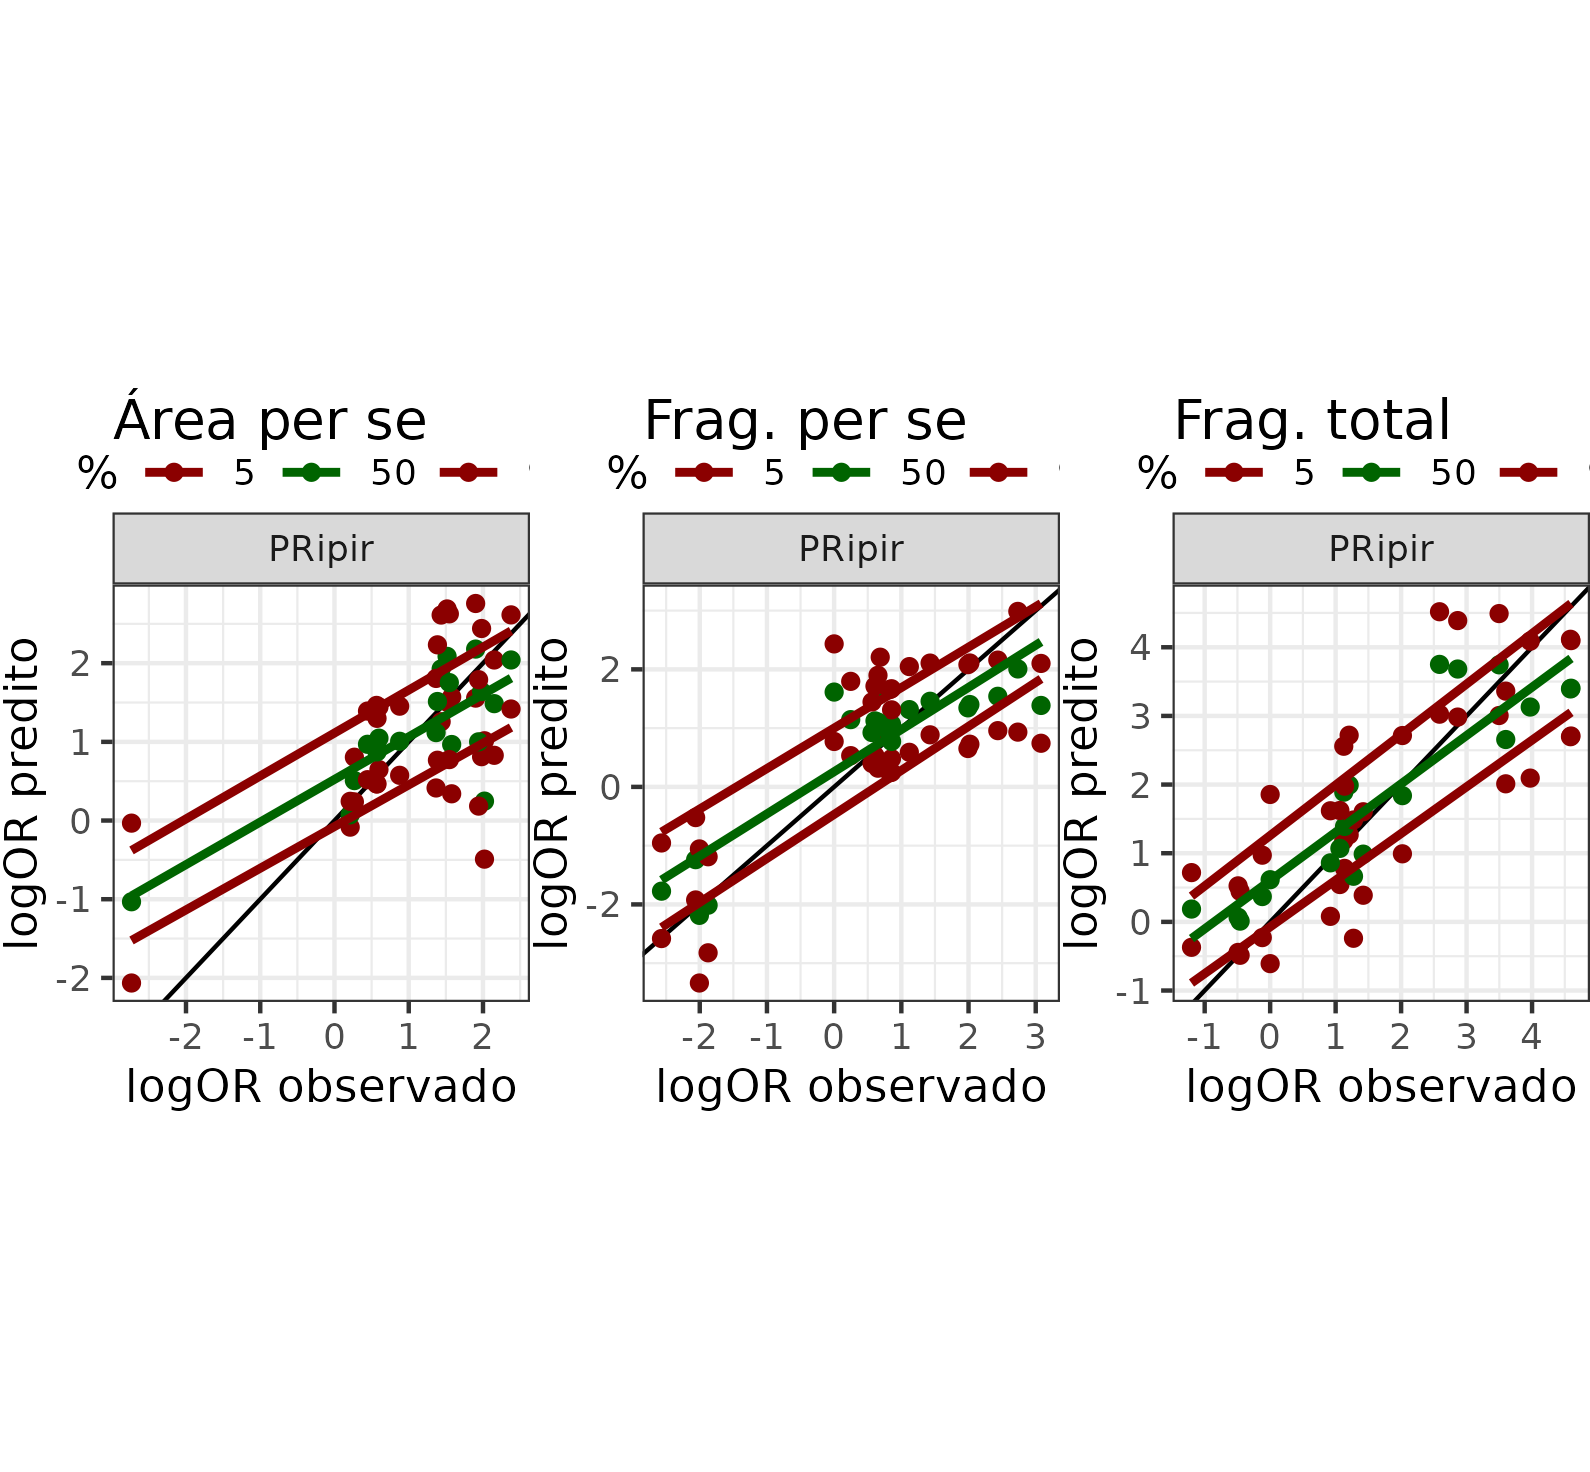 Área per se
% 5 50
PRipir
logOR predito
2
1
0
-1
-2
-2 -1 0 1 2
logOR observado
Frag. per se
% 5 50
PRipir
logOR predito
2
0
-2
-2 -1 0 1 2 3
logOR observado
Frag. total
% 5 50
PRipir
logOR predito
4
3
2
1
0
-1
-1 0 1 2 3 4
logOR observado